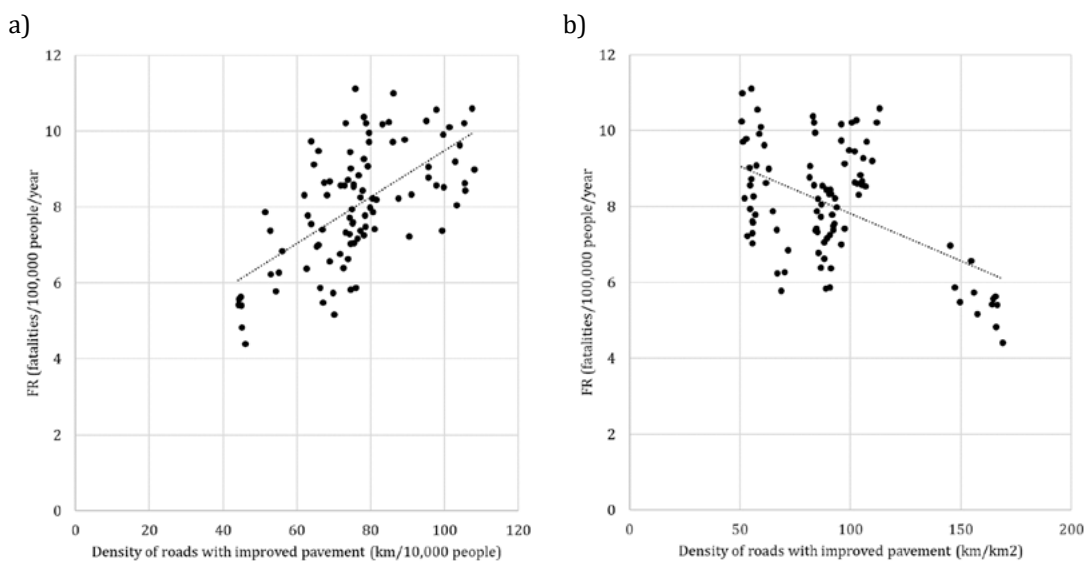 a)
FR (fatalities/100,000 people/year)
12
10
8
6
4
2
0
0 20 40 60 80 100 120
Density of roads with improved pavement (km/10,000 people)
b)
FR (fatalities/100,000 people/year
12
10
8
6
4
2
0
0 50 100 150 200
Density of roads with improved pavement (km/km2)